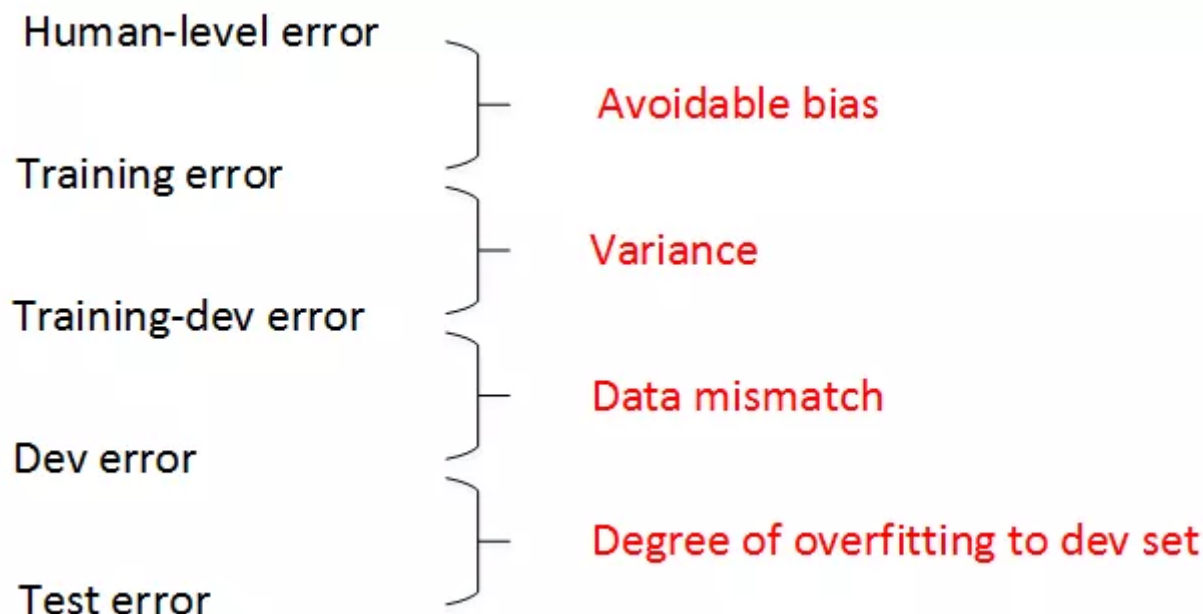 Human-level error
Avoidable bias
Training error
Variance
Training-dev error
Data mismatch
Dev error
Degree of overfitting to dev set
Test error